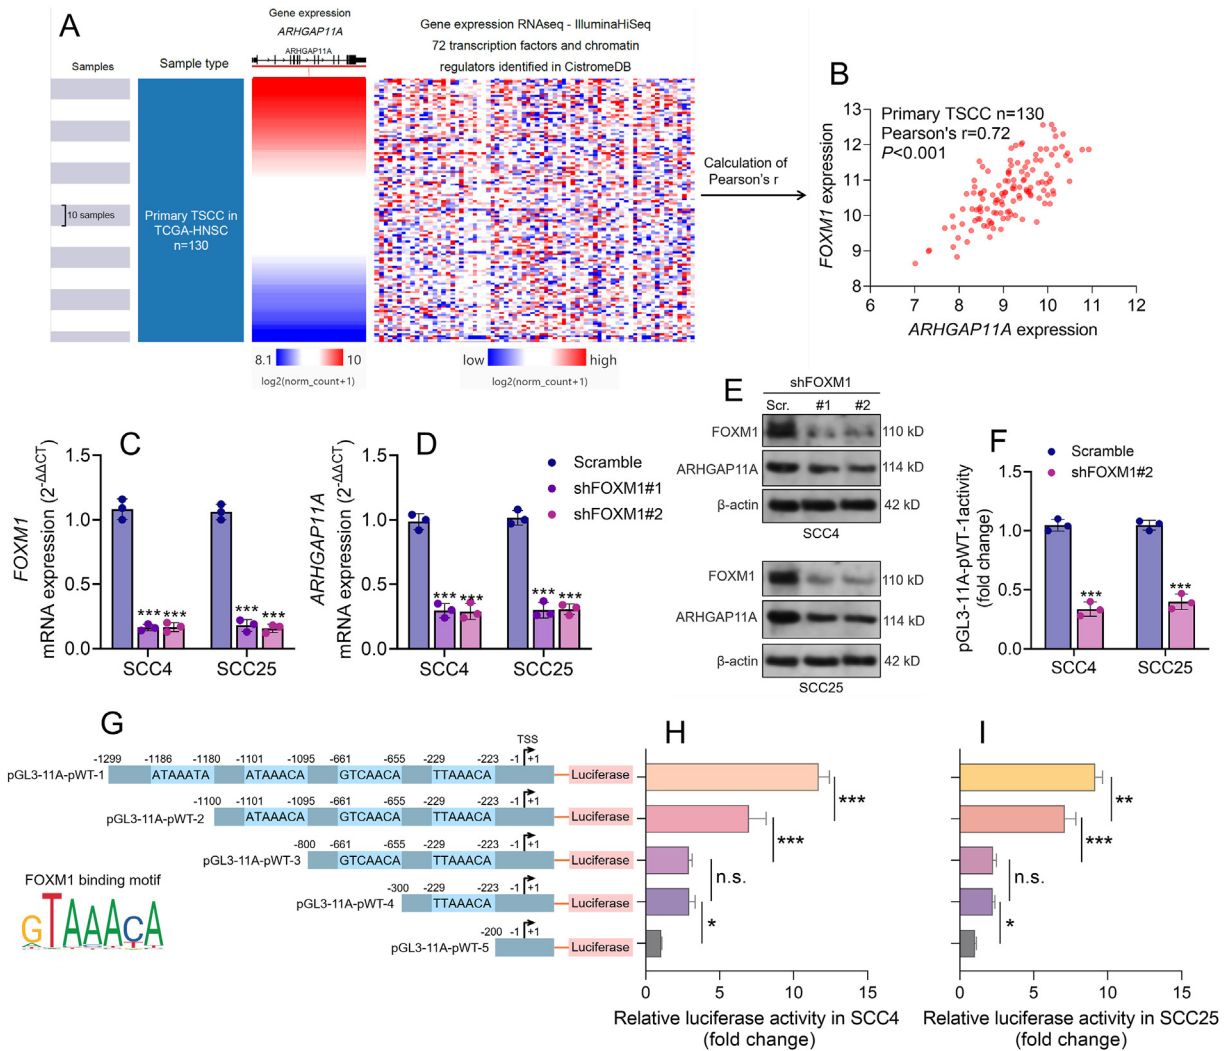 A
Samples
Sample type
Gene expression
ARHGAP11A
ARHGAP11A
Gene expression RNAseq - IlluminaHiSeq
72 transcription factors and chromatin
regulators identified in CistromeDB
10 samples
Primary TSCC in
TCGA-HNSC
n=130
8.1
10
log2(norm_count+1)
low
high
log2(norm_count+1)
Calculation of
Pearson's r
B
Primary TSCC n=130
Pearson's r=0.72
P<0.001
FOXM1 expression
13
12
11
10
9
8
6 7 8 9 10 11 12
ARHGAP11A expression
C
FOXM1
mRNA expression (2-ΔΔCT)
1.5
1.0
0.5
0.0
*** ***
*** ***
SCC4 SCC25
D
ARHGAP11A
mRNA expression (2-ΔΔCT)
1.5
1.0
0.5
0.0
*** ***
*** ***
SCC4 SCC25
Scramble
shFOXM1#1
shFOXM1#2
E
shFOXM1
Scr. #1 #2
FOXM1 110 kD
ARHGAP11A 114 kD
β-actin 42 kD
SCC4
FOXM1 110 kD
ARHGAP11A 114 kD
β-actin 42 kD
SCC25
F
Scramble
shFOXM1#2
pGL3-11A-pWT-1activity
(fold change)
1.5
1.0
0.5
0.0
***
***
SCC4 SCC25
G
TSS
-1299 -1186 -1180 -1101 -1095 -661 -655 -229 -223 -1 +1
pGL3-11A-pWT-1 ATAAATA ATAAACA GTCAACA TTAAACA Luciferase
-1100 -1101 -1095 -661 -655 -229 -223 -1 +1
pGL3-11A-pWT-2 ATAAACA GTCAACA TTAAACA Luciferase
-800 -661 -655 -229 -223 -1 +1
pGL3-11A-pWT-3 GTCAACA TTAAACA Luciferase
-300 -229 -223 -1 +1
pGL3-11A-pWT-4 TTAAACA Luciferase
-200 -1 +1
pGL3-11A-pWT-5 Luciferase
FOXM1 binding motif
GTAAACA
H
***
***
n.s.
*
0 5 10 15
Relative luciferase activity in SCC4
(fold change)
I
**
***
n.s.
*
0 5 10 15
Relative luciferase activity in SCC25
(fold change)